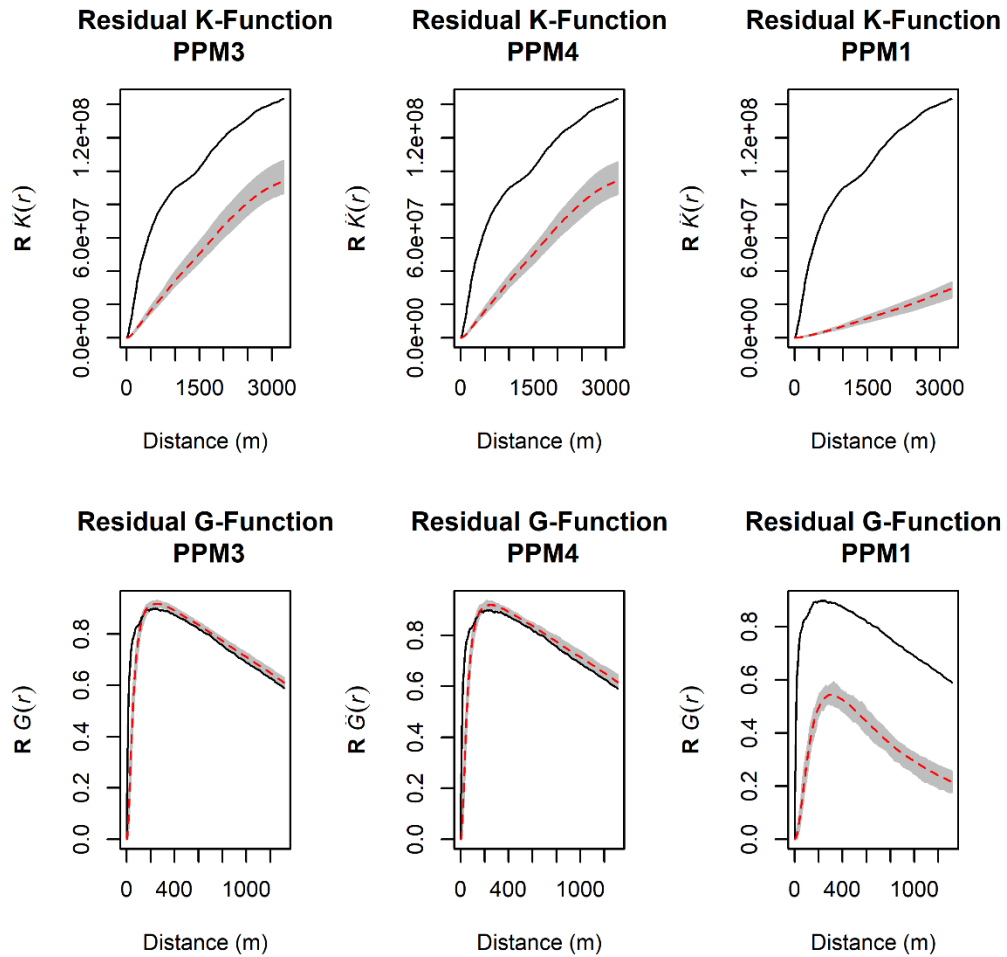 Residual K-Function
PPM3
Residual K-Function
PPM4
Residual K-Function
PPM1
R K(r)
0.0e+00 6.0e+07 1.2e+08
0 1500 3000
Distance (m)
R K(r)
0.0e+00 6.0e+07 1.2e+08
0 1500 3000
Distance (m)
R K(r)
0.0e+00 6.0e+07 1.2e+08
0 1500 3000
Distance (m)
Residual G-Function
PPM3
Residual G-Function
PPM4
Residual G-Function
PPM1
R G(r)
0.0 0.2 0.4 0.6 0.8
0 400 1000
Distance (m)
R G(r)
0.0 0.2 0.4 0.6 0.8
0 400 1000
Distance (m)
R G(r)
0.0 0.2 0.4 0.6 0.8
0 400 1000
Distance (m)